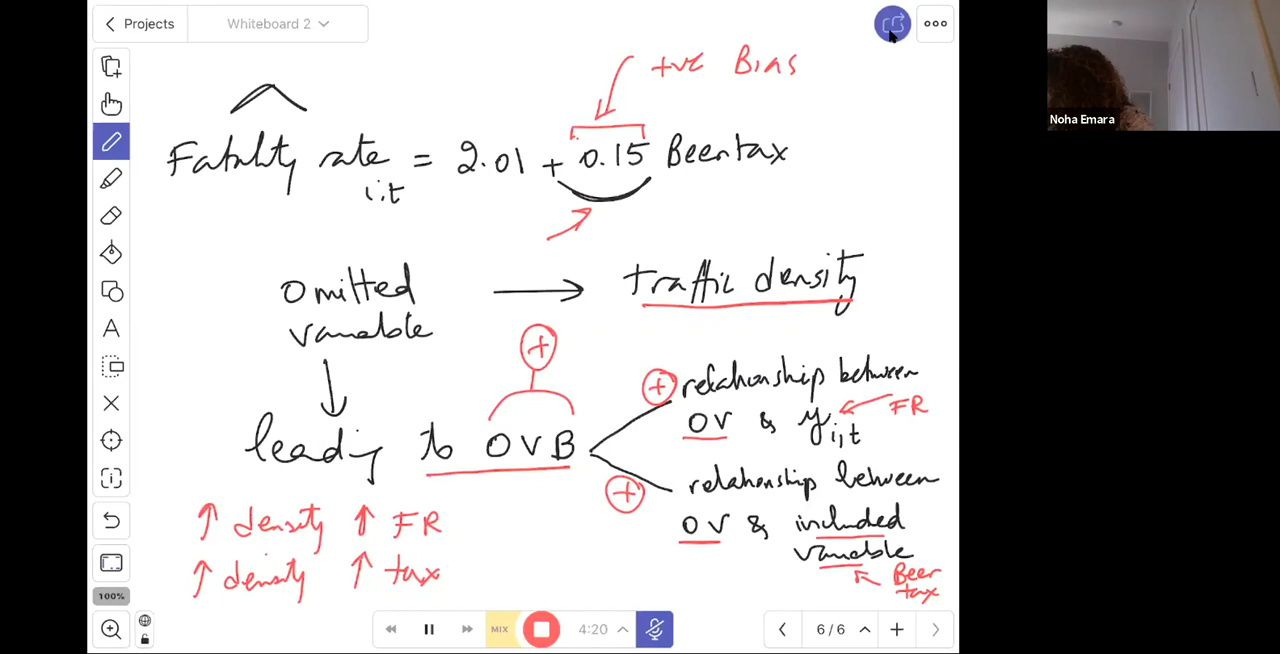 Projects
Whiteboard 2
+ve Bias
Fatality rate i,t = 2.01 + 0.15 Beertax
omitted variable → traffic density
leading to OVB
+
+ relationship between
OV & y i,t
FR
+ relationship between
OV & included
variable
Beer
tax
↑ density ↑ FR
↑ density ↑ tax
Noha Emara
A
100%
MIX
4:20
6/6